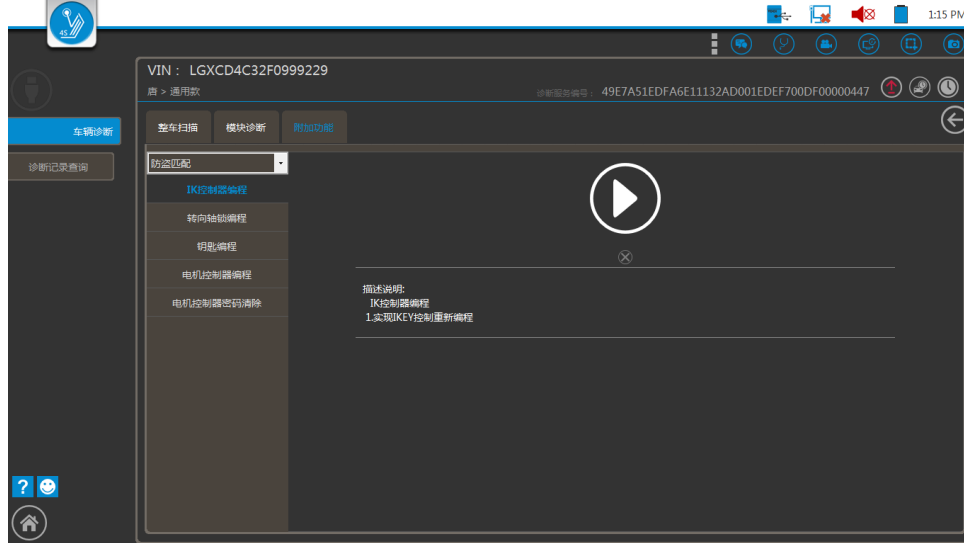 1:15 PM
4S
VIN： LGXCD4C32F0999229
唐 > 通用款
诊断服务编号： 49E7A51EDFA6E11132AD001EDEF700DF00000447
车辆诊断
诊断记录查询
整车扫描 模块诊断 附加功能
防盗匹配
IK控制器编程
转向轴锁编程
钥匙编程
电机控制器编程
电机控制器密码清除
描述说明:
IK控制器编程
1.实现IKEY控制重新编程
?